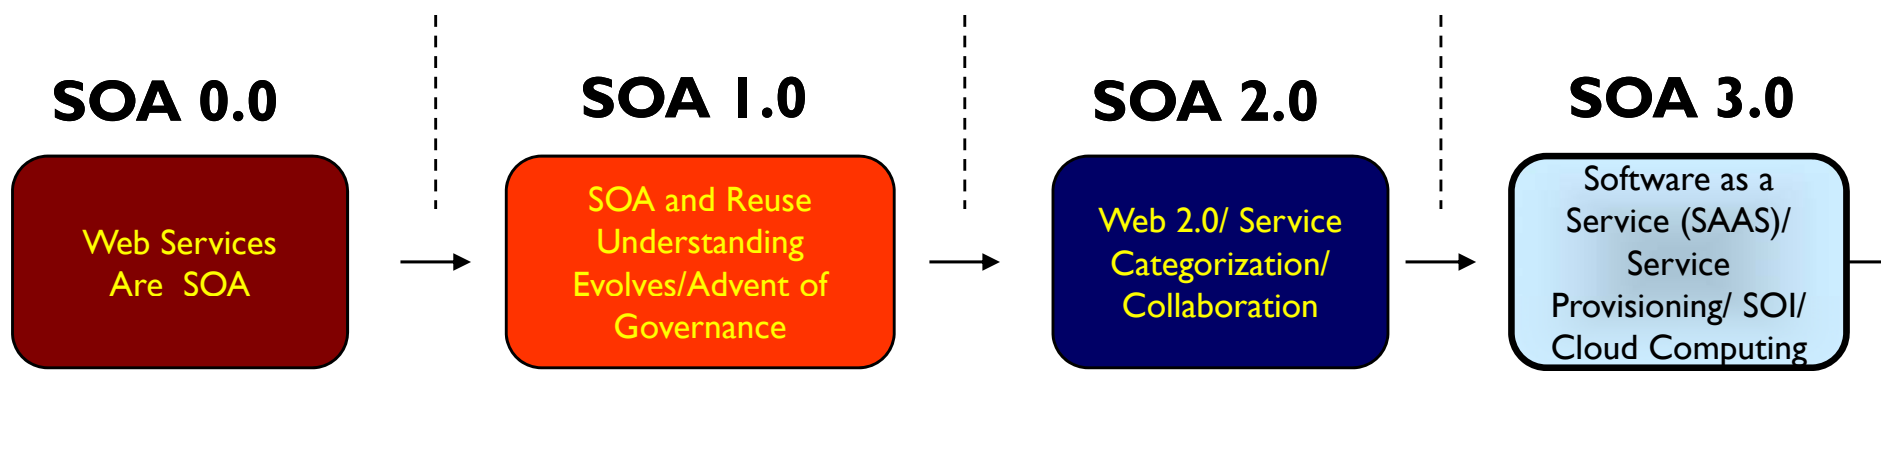 SOA 0.0
Web Services
Are SOA
SOA 1.0
SOA and Reuse
Understanding
Evolves/Advent of
Governance
SOA 2.0
Web 2.0/ Service
Categorization/
Collaboration
SOA 3.0
Software as a
Service (SAAS)/
Service
Provisioning/ SOI/
Cloud Computing